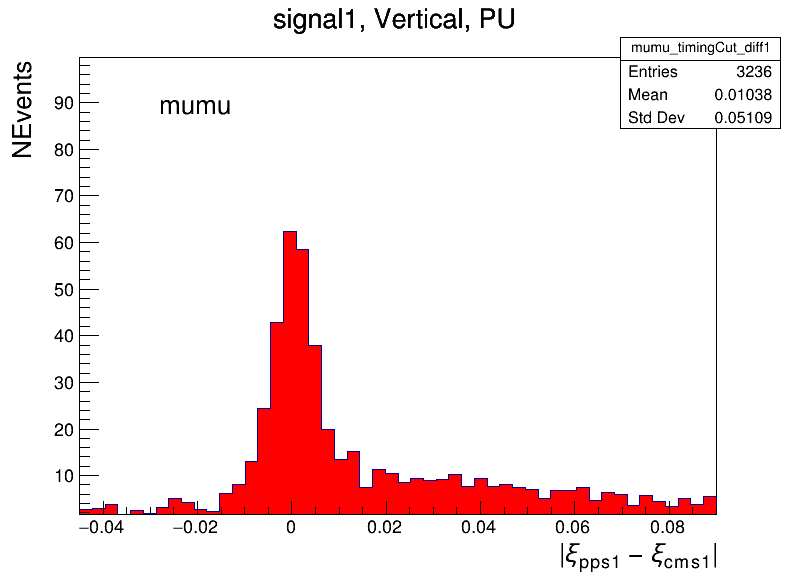 signal1, Vertical, PU
mumu_timingCut_diff1
Entries 3236
Mean 0.01038
Std Dev 0.05109
NEvents
mumu
90
80
70
60
50
40
30
20
10
−0.04 −0.02 0 0.02 0.04 0.06 0.08
|ξpps1 − ξcms1|